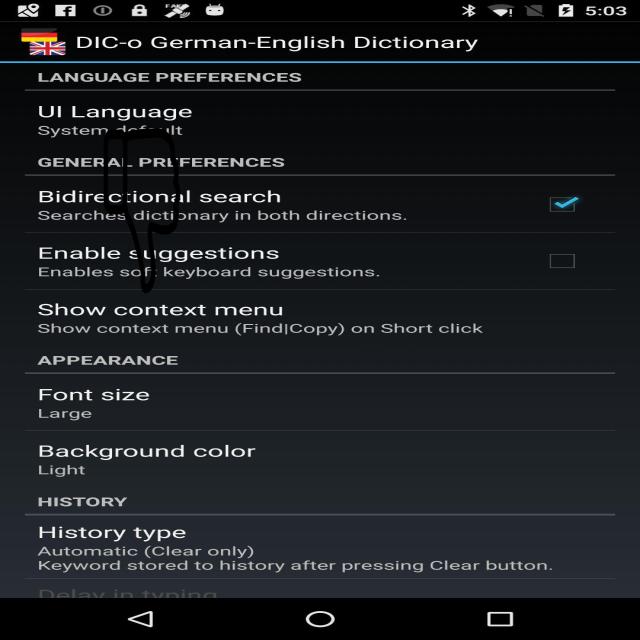 5:03
DIC-o German-English Dictionary
LANGUAGE PREFERENCES
UI Language
System default
GENERAL PREFERENCES
Bidirectional search
Searches dictionary in both directions.
Enable suggestions
Enables soft keyboard suggestions.
Show context menu
Show context menu (Find|Copy) on Short click
APPEARANCE
Font size
Large
Background color
Light
HISTORY
History type
Automatic (Clear only)
Keyword stored to history after pressing Clear button.
Delay in typing